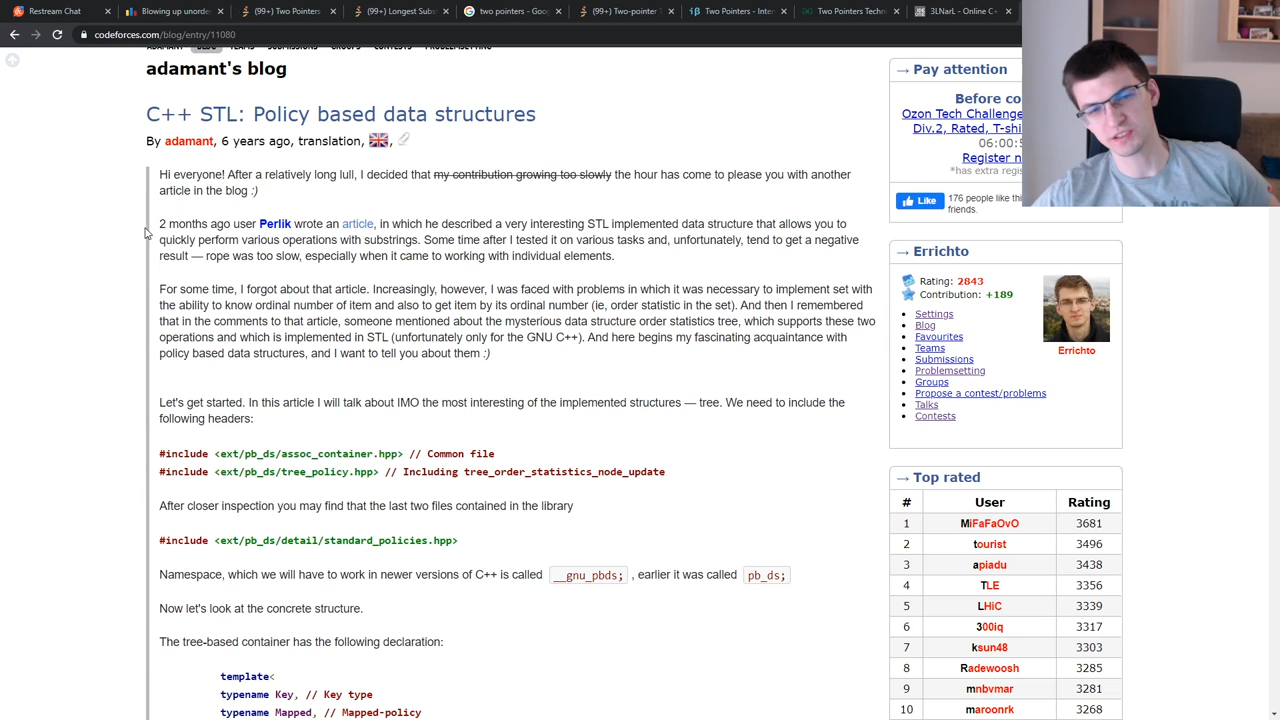 Restream Chat
Blowing up unorder
(99+) Two Pointers
(99+) Longest Subst
two pointers - Goo
(99+) Two-pointer T
Two Pointers - Inte
Two Pointers Techn
3LNarL - Online C+
codeforces.com/blog/entry/11080
ADAMANT BLOG TEAMS SUBMISSIONS GROUPS CONTESTS PROBLEMSETTING
adamant's blog
C++ STL: Policy based data structures
By adamant, 6 years ago, translation,
Hi everyone! After a relatively long lull, I decided that my contribution growing too slowly the hour has come to please you with another
article in the blog :)
2 months ago user Perlik wrote an article, in which he described a very interesting STL implemented data structure that allows you to
quickly perform various operations with substrings. Some time after I tested it on various tasks and, unfortunately, tend to get a negative
result — rope was too slow, especially when it came to working with individual elements.
For some time, I forgot about that article. Increasingly, however, I was faced with problems in which it was necessary to implement set with
the ability to know ordinal number of item and also to get item by its ordinal number (ie, order statistic in the set). And then I remembered
that in the comments to that article, someone mentioned about the mysterious data structure order statistics tree, which supports these two
operations and which is implemented in STL (unfortunately only for the GNU C++). And here begins my fascinating acquaintance with
policy based data structures, and I want to tell you about them :)
Let's get started. In this article I will talk about IMO the most interesting of the implemented structures — tree. We need to include the
following headers:
#include <ext/pb_ds/assoc_container.hpp> // Common file
#include <ext/pb_ds/tree_policy.hpp> // Including tree_order_statistics_node_update
After closer inspection you may find that the last two files contained in the library
#include <ext/pb_ds/detail/standard_policies.hpp>
Namespace, which we will have to work in newer versions of C++ is called __gnu_pbds; , earlier it was called pb_ds;
Now let's look at the concrete structure.
The tree-based container has the following declaration:
template<
typename Key, // Key type
typename Mapped, // Mapped-policy
→ Pay attention
Before co
Ozon Tech Challenge
Div.2, Rated, T-shi
06:00:5
Register n
*has extra regis
Like
176 people like this
friends.
→ Errichto
Rating: 2843
Contribution: +189
Settings
Blog
Favourites
Teams
Submissions
Problemsetting
Groups
Propose a contest/problems
Talks
Contests
Errichto
→ Top rated
# User Rating
1 MiFaFaOvO 3681
2 tourist 3496
3 apiadu 3438
4 TLE 3356
5 LHiC 3339
6 300iq 3317
7 ksun48 3303
8 Radewoosh 3285
9 mnbvmar 3281
10 maroonrk 3268